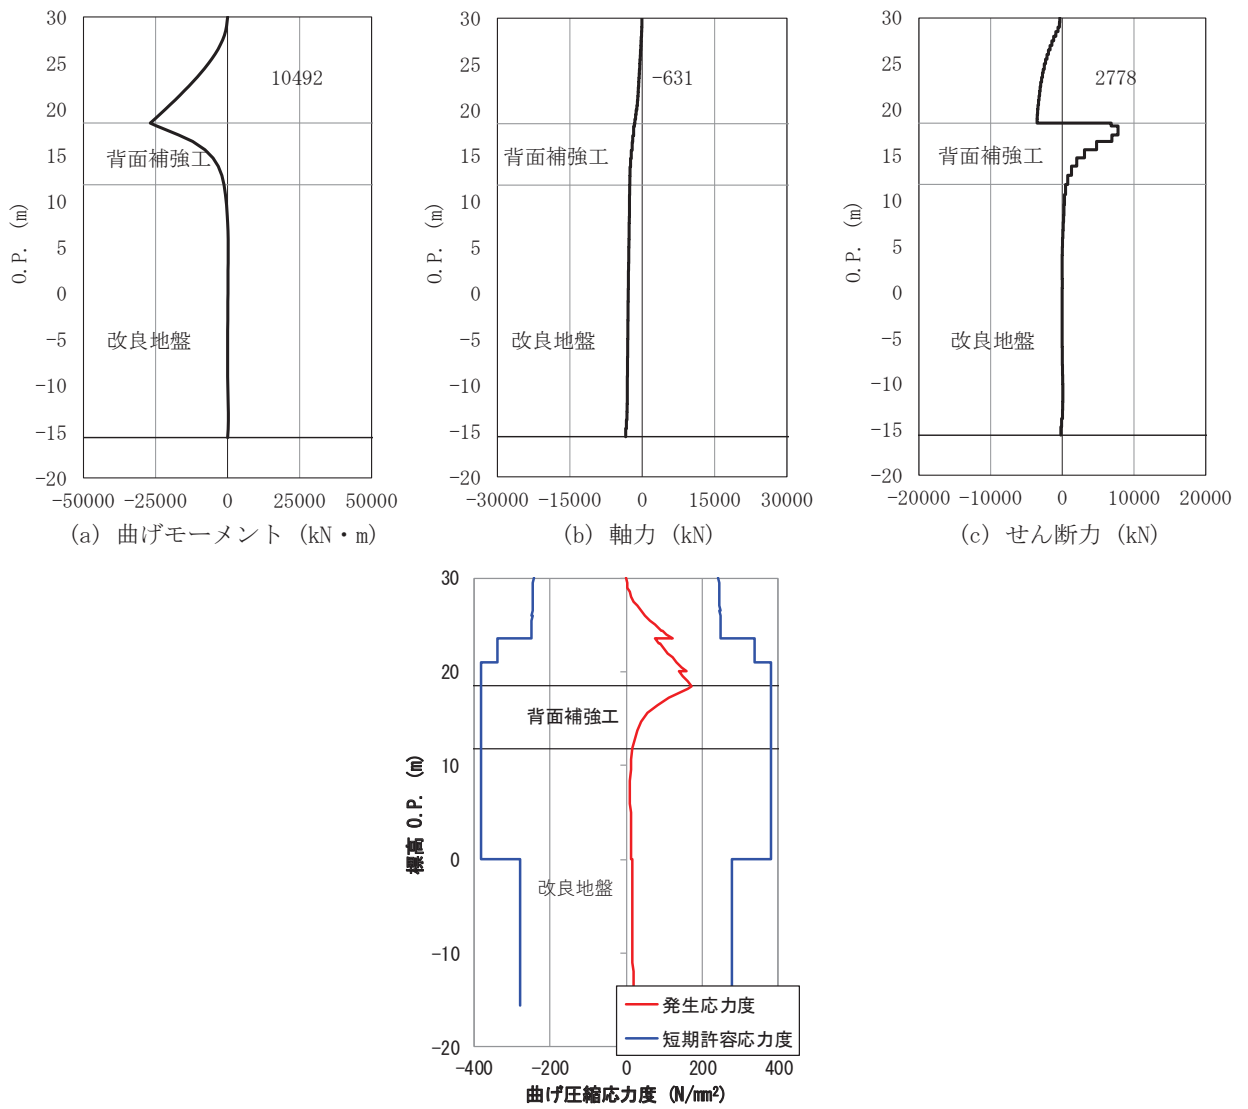 30
25
20
15
10
5
0
-5
-10
-15
-20
O.P. (m)
10492
背面補強工
改良地盤
-50000 -25000 0 25000 50000
(a) 曲げモーメント (kN・m)
30
25
20
15
10
5
0
-5
-10
-15
-20
O.P. (m)
-631
背面補強工
改良地盤
-30000 -15000 0 15000 30000
(b) 軸力 (kN)
30
25
20
15
10
5
0
-5
-10
-15
-20
O.P. (m)
2778
背面補強工
改良地盤
-20000 -10000 0 10000 20000
(c) せん断力 (kN)
30
20
10
0
-10
-20
標高 O.P. (m)
背面補強工
改良地盤
発生応力度
短期許容応力度
-400 -200 0 200 400
曲げ圧縮応力度 (N/mm²)